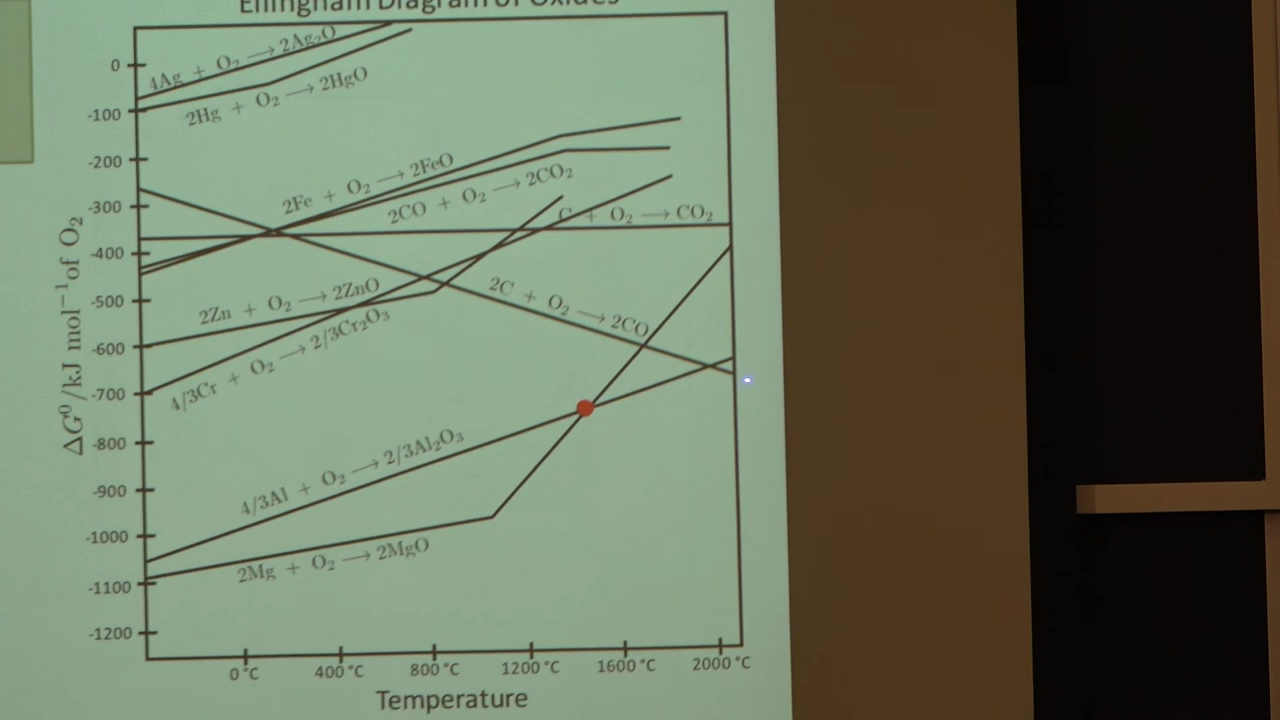 Ellingham Diagram of Oxides
4Ag + O₂ → 2Ag₂O
2Hg + O₂ → 2HgO
2Fe + O₂ → 2FeO
2CO + O₂ → 2CO₂
C + O₂ → CO₂
2Zn + O₂ → 2ZnO
2C + O₂ → 2CO
4/3Cr + O₂ → 2/3Cr₂O₃
4/3Al + O₂ → 2/3Al₂O₃
2Mg + O₂ → 2MgO
ΔG⁰/kJ mol⁻¹of O₂
0
-100
-200
-300
-400
-500
-600
-700
-800
-900
-1000
-1100
-1200
0 °C 400 °C 800 °C 1200 °C 1600 °C 2000 °C
Temperature